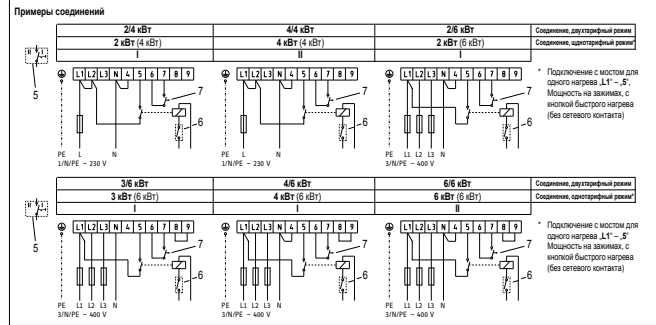 Примеры соединений
2/4 кВт 4/4 кВт 2/6 кВт Соединение, двухтарифный режим
2 кВт (4 кВт) 4 кВт (4 кВт) 2 кВт (6 кВт) Соединение, щднотарифный режим*
I II I
5
L1 L2 L3 N 4 5 6 7 8 9
7
6
PE L N
1/N/PE ~ 230 V
L1 L2 L3 N 4 5 6 7 8 9
7
6
PE L N
1/N/PE ~ 230 V
L1 L2 L3 N 4 5 6 7 8 9
7
6
PE L1 L2 L3 N
3/N/PE ~ 400 V
* Подключение с мостом для
одного нагрева „L1“ – „5“,
Мощность на зажимах, с
кнопкой быстрого нагрева
(без сетевого контакта)
3/6 кВт 4/6 кВт 6/6 кВт Соединение, двухтарифный режим
3 кВт (6 кВт) 4 кВт (6 кВт) 6 кВт (6 кВт) Соединение, однотарифный режим*
I I II
5
L1 L2 L3 N 4 5 6 7 8 9
7
6
PE L1 L2 L3 N
3/N/PE ~ 400 V
L1 L2 L3 N 4 5 6 7 8 9
7
6
PE L1 L2 L3 N
3/N/PE ~ 400 V
L1 L2 L3 N 4 5 6 7 8 9
7
6
PE L1 L2 L3 N
3/N/PE ~ 400 V
* Подключение с мостом для
одного нагрева „L1“ – „5“
Мощность на зажимах, с
кнопкой быстрого нагрева
(без сетевого контакта)